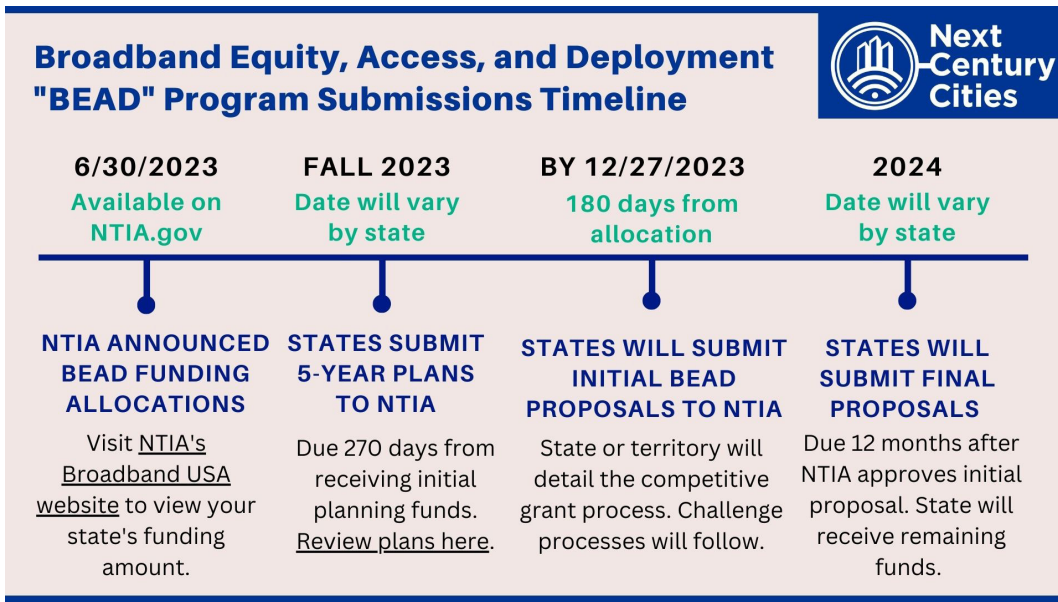 Broadband Equity, Access, and Deployment
"BEAD" Program Submissions Timeline
Next
Century
Cities
6/30/2023
Available on
NTIA.gov
FALL 2023
Date will vary
by state
BY 12/27/2023
180 days from
allocation
2024
Date will vary
by state
NTIA ANNOUNCED
BEAD FUNDING
ALLOCATIONS
Visit NTIA's
Broadband USA
website to view your
state's funding
amount.
STATES SUBMIT
5-YEAR PLANS
TO NTIA
Due 270 days from
receiving initial
planning funds.
Review plans here.
STATES WILL SUBMIT
INITIAL BEAD
PROPOSALS TO NTIA
State or territory will
detail the competitive
grant process. Challenge
processes will follow.
STATES WILL
SUBMIT FINAL
PROPOSALS
Due 12 months after
NTIA approves initial
proposal. State will
receive remaining
funds.